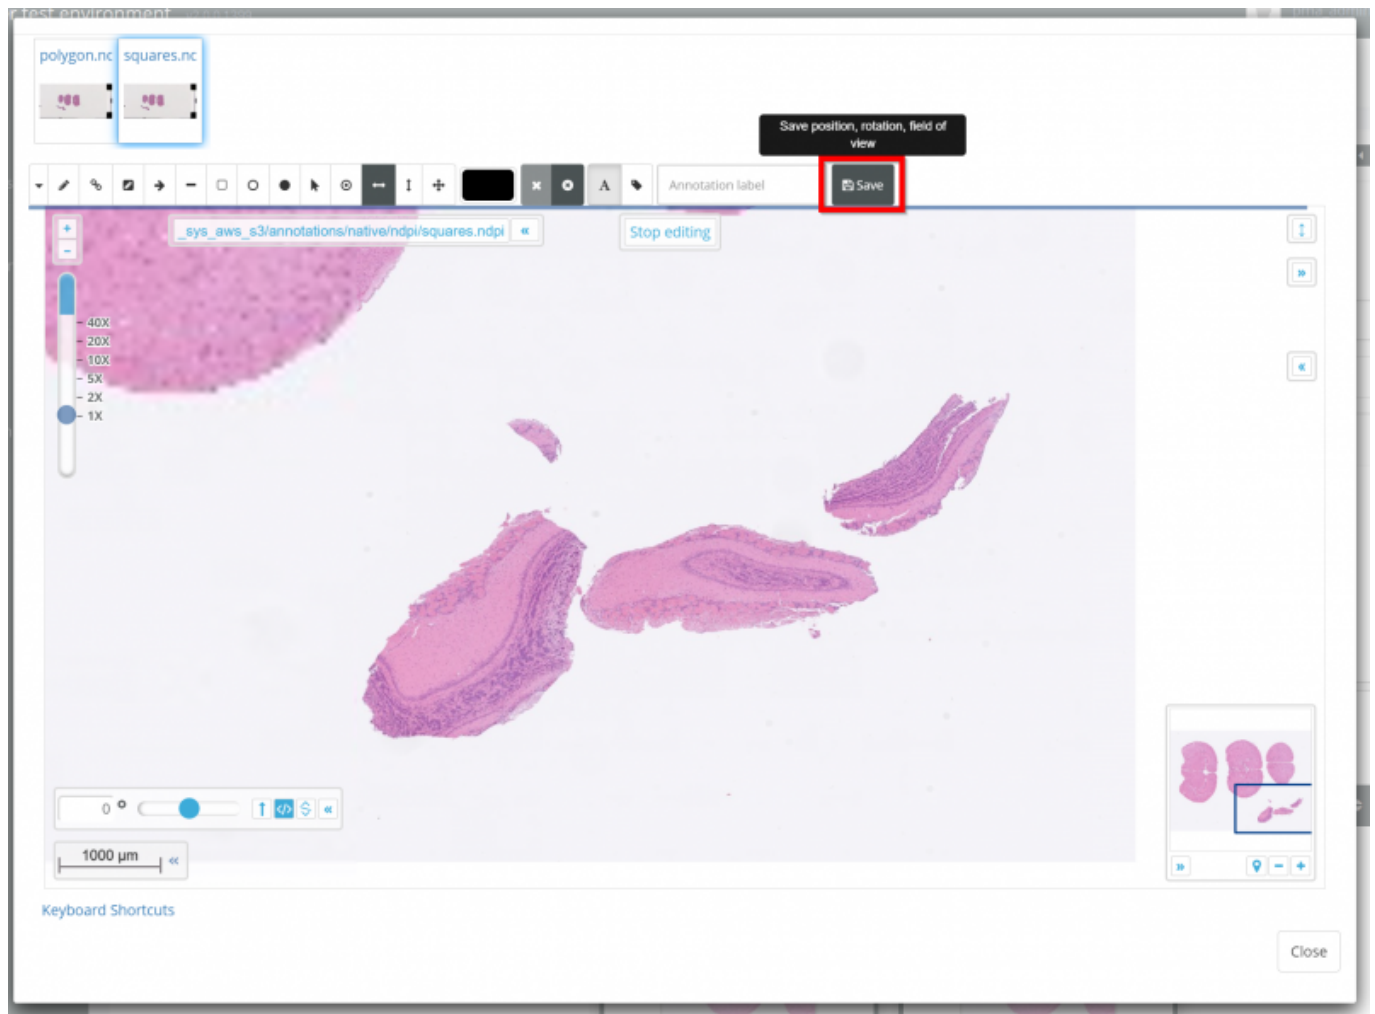 r test environment
polygon.nc squares.nc
Save position, rotation, field of
view
A Annotation label Save
_sys_aws_s3/annotations/native/ndpi/squares.ndpi «
Stop editing
+
−
40X
20X
10X
5X
2X
1X
»
«
0 °
«
1000 µm «
» − +
Keyboard Shortcuts
Close